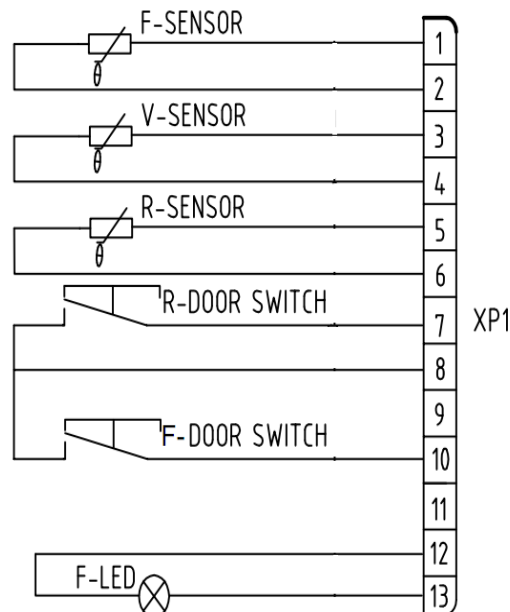 F-SENSOR
1
θ
2
V-SENSOR
3
θ
4
R-SENSOR
5
θ
6
R-DOOR SWITCH
7
XP1
8
9
F-DOOR SWITCH
10
11
12
F-LED
13